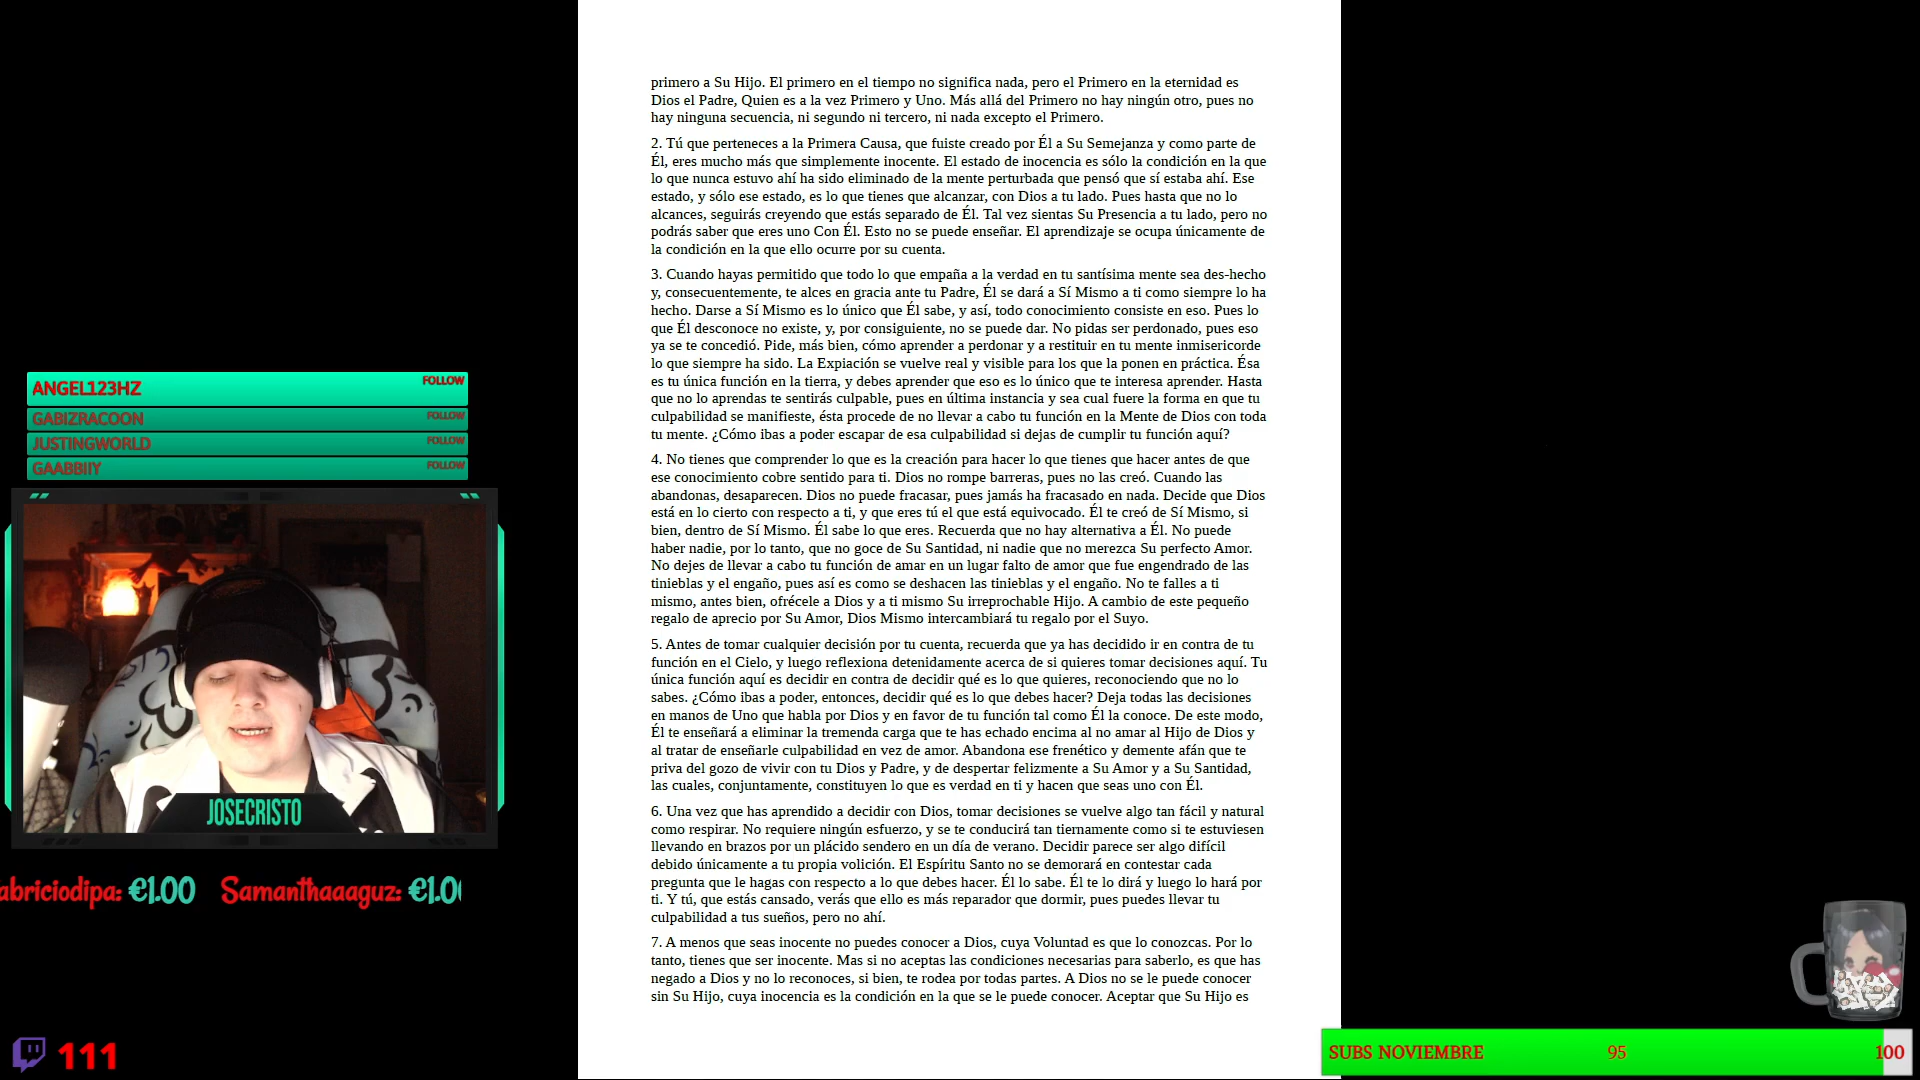 primero a Su Hijo. El primero en el tiempo no significa nada, pero el Primero en la eternidad es
Dios el Padre, Quien es a la vez Primero y Uno. Más allá del Primero no hay ningún otro, pues no
hay ninguna secuencia, ni segundo ni tercero, ni nada excepto el Primero.
2. Tú que perteneces a la Primera Causa, que fuiste creado por Él a Su Semejanza y como parte de
Él, eres mucho más que simplemente inocente. El estado de inocencia es sólo la condición en la que
lo que nunca estuvo ahí ha sido eliminado de la mente perturbada que pensó que sí estaba ahí. Ese
estado, y sólo ese estado, es lo que tienes que alcanzar, con Dios a tu lado. Pues hasta que no lo
alcances, seguirás creyendo que estás separado de Él. Tal vez sientas Su Presencia a tu lado, pero no
podrás saber que eres uno Con Él. Esto no se puede enseñar. El aprendizaje se ocupa únicamente de
la condición en la que ello ocurre por su cuenta.
3. Cuando hayas permitido que todo lo que empaña a la verdad en tu santísima mente sea des-hecho
y, consecuentemente, te alces en gracia ante tu Padre, Él se dará a Sí Mismo a ti como siempre lo ha
hecho. Darse a Sí Mismo es lo único que Él sabe, y así, todo conocimiento consiste en eso. Pues lo
que Él desconoce no existe, y, por consiguiente, no se puede dar. No pidas ser perdonado, pues eso
ya se te concedió. Pide, más bien, cómo aprender a perdonar y a restituir en tu mente inmisericorde
lo que siempre ha sido. La Expiación se vuelve real y visible para los que la ponen en práctica. Ésa
es tu única función en la tierra, y debes aprender que eso es lo único que te interesa aprender. Hasta
que no lo aprendas te sentirás culpable, pues en última instancia y sea cual fuere la forma en que tu
culpabilidad se manifieste, ésta procede de no llevar a cabo tu función en la Mente de Dios con toda
tu mente. ¿Cómo ibas a poder escapar de esa culpabilidad si dejas de cumplir tu función aquí?
4. No tienes que comprender lo que es la creación para hacer lo que tienes que hacer antes de que
ese conocimiento cobre sentido para ti. Dios no rompe barreras, pues no las creó. Cuando las
abandonas, desaparecen. Dios no puede fracasar, pues jamás ha fracasado en nada. Decide que Dios
está en lo cierto con respecto a ti, y que eres tú el que está equivocado. Él te creó de Sí Mismo, si
bien, dentro de Sí Mismo. Él sabe lo que eres. Recuerda que no hay alternativa a Él. No puede
haber nadie, por lo tanto, que no goce de Su Santidad, ni nadie que no merezca Su perfecto Amor.
No dejes de llevar a cabo tu función de amar en un lugar falto de amor que fue engendrado de las
tinieblas y el engaño, pues así es como se deshacen las tinieblas y el engaño. No te falles a ti
mismo, antes bien, ofrécele a Dios y a ti mismo Su irreprochable Hijo. A cambio de este pequeño
regalo de aprecio por Su Amor, Dios Mismo intercambiará tu regalo por el Suyo.
5. Antes de tomar cualquier decisión por tu cuenta, recuerda que ya has decidido ir en contra de tu
función en el Cielo, y luego reflexiona detenidamente acerca de si quieres tomar decisiones aquí. Tu
única función aquí es decidir en contra de decidir qué es lo que quieres, reconociendo que no lo
sabes. ¿Cómo ibas a poder, entonces, decidir qué es lo que debes hacer? Deja todas las decisiones
en manos de Uno que habla por Dios y en favor de tu función tal como Él la conoce. De este modo,
Él te enseñará a eliminar la tremenda carga que te has echado encima al no amar al Hijo de Dios y
al tratar de enseñarle culpabilidad en vez de amor. Abandona ese frenético y demente afán que te
priva del gozo de vivir con tu Dios y Padre, y de despertar felizmente a Su Amor y a Su Santidad,
las cuales, conjuntamente, constituyen lo que es verdad en ti y hacen que seas uno con Él.
6. Una vez que has aprendido a decidir con Dios, tomar decisiones se vuelve algo tan fácil y natural
como respirar. No requiere ningún esfuerzo, y se te conducirá tan tiernamente como si te estuviesen
llevando en brazos por un plácido sendero en un día de verano. Decidir parece ser algo difícil
debido únicamente a tu propia volición. El Espíritu Santo no se demorará en contestar cada
pregunta que le hagas con respecto a lo que debes hacer. Él lo sabe. Él te lo dirá y luego lo hará por
ti. Y tú, que estás cansado, verás que ello es más reparador que dormir, pues puedes llevar tu
culpabilidad a tus sueños, pero no ahí.
7. A menos que seas inocente no puedes conocer a Dios, cuya Voluntad es que lo conozcas. Por lo
tanto, tienes que ser inocente. Mas si no aceptas las condiciones necesarias para saberlo, es que has
negado a Dios y no lo reconoces, si bien, te rodea por todas partes. A Dios no se le puede conocer
sin Su Hijo, cuya inocencia es la condición en la que se le puede conocer. Aceptar que Su Hijo es
ANGEL123HZ FOLLOW
GABIZRACOON FOLLOW
JUSTINGWORLD FOLLOW
GAABBIIY FOLLOW
JOSECRISTO
abriciodipa: €1.00 Samanthaaaguz: €1.0
111
SUBS NOVIEMBRE 95 100